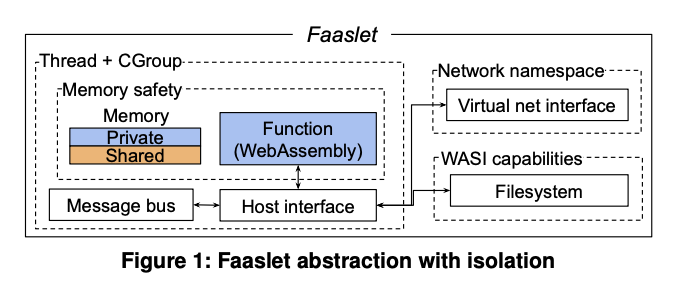 Faaslet
Thread + CGroup
Memory safety
Memory
Private
Shared
Function
(WebAssembly)
Message bus
Host interface
Network namespace
Virtual net interface
WASI capabilities
Filesystem
Figure 1: Faaslet abstraction with isolation